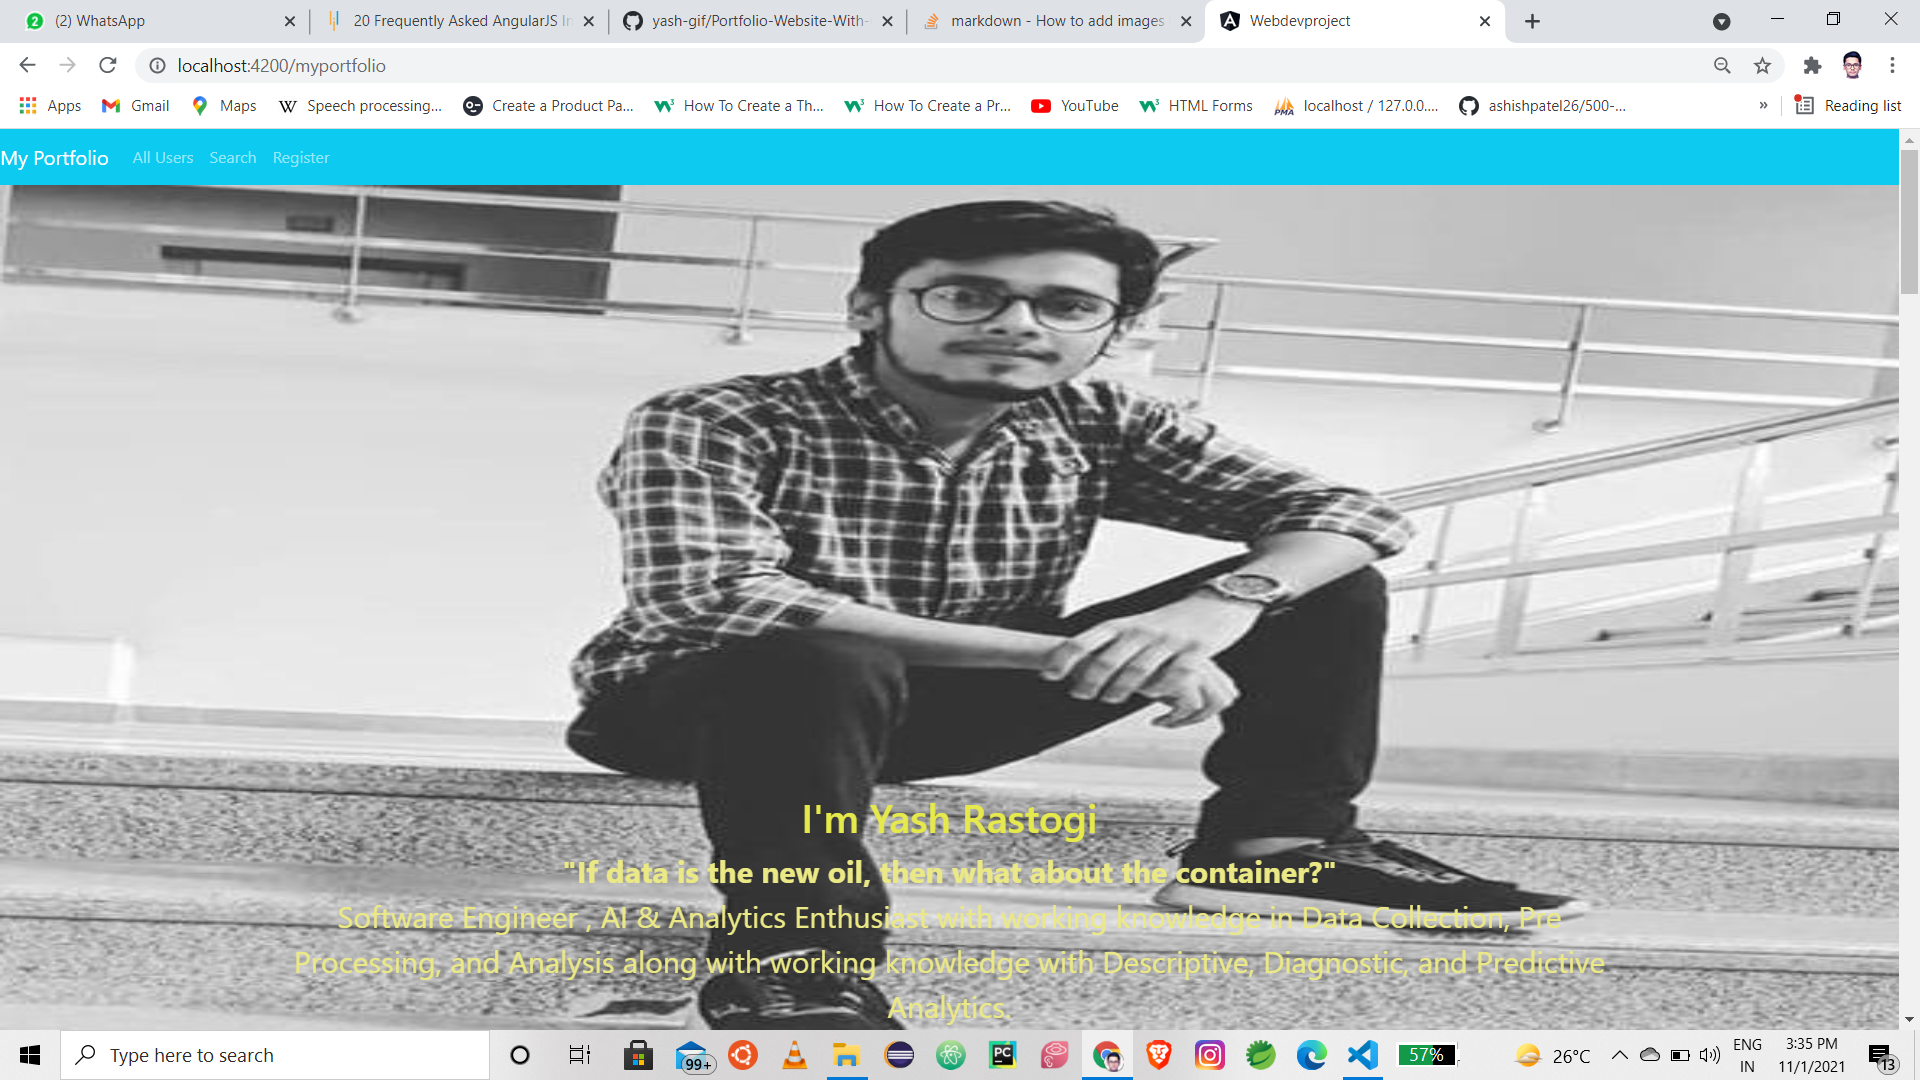 (2) WhatsApp
20 Frequently Asked AngularJS In
yash-gif/Portfolio-Website-With-
markdown - How to add images
Webdevproject
localhost:4200/myportfolio
Apps
Gmail
Maps
Speech processing...
Create a Product Pa...
How To Create a Th...
How To Create a Pr...
YouTube
HTML Forms
localhost / 127.0.0....
ashishpatel26/500-...
»
Reading list
My Portfolio
All Users
Search
Register
I'm Yash Rastogi
"If data is the new oil, then what about the container?"
Software Engineer , AI & Analytics Enthusiast with working knowledge in Data Collection, Pre
Processing, and Analysis along with working knowledge with Descriptive, Diagnostic, and Predictive
Analytics.
Type here to search
99+
57%
26°C
ENG
IN
3:35 PM
11/1/2021
13